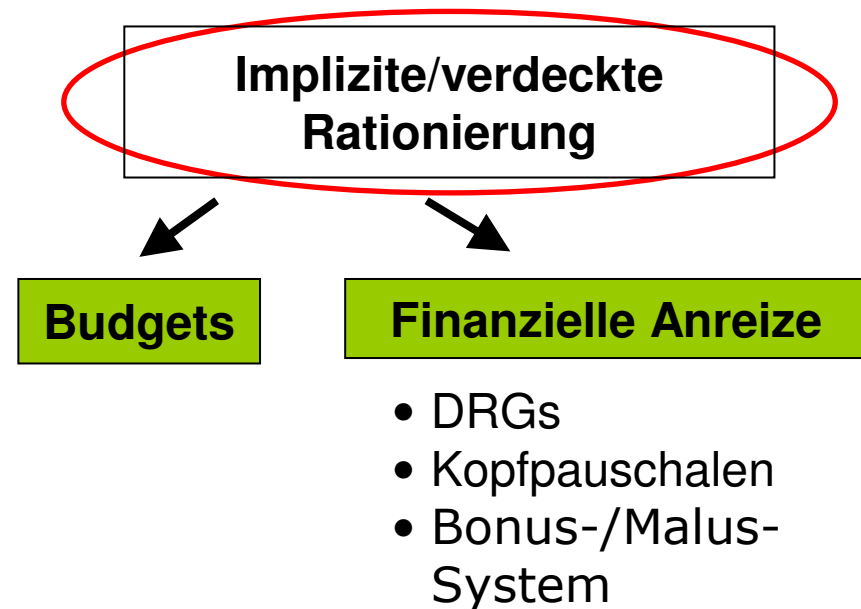 Implizite/verdeckte
Rationierung
Budgets
Finanzielle Anreize
• DRGs
• Kopfpauschalen
• Bonus-/Malus-
System